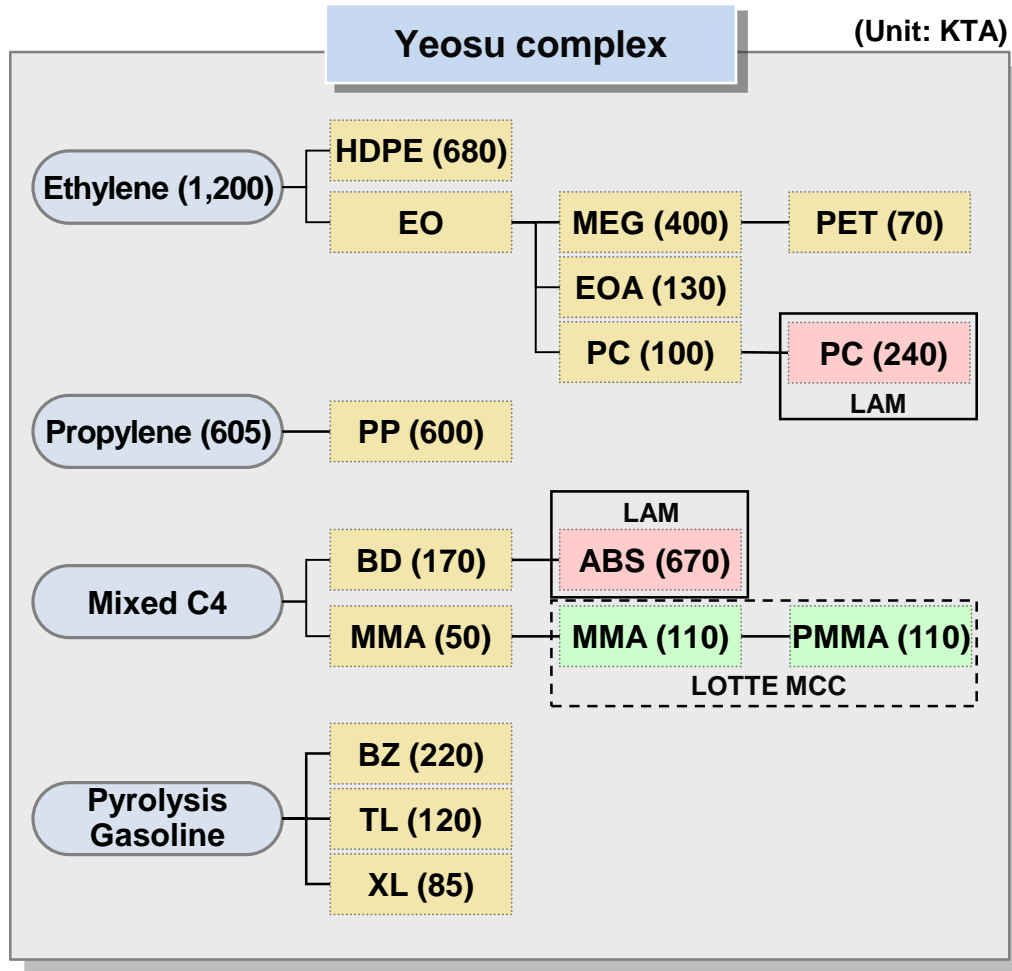 Yeosu complex
(Unit: KTA)
Ethylene (1,200)
HDPE (680)
EO
MEG (400)
PET (70)
EOA (130)
PC (100)
PC (240)
LAM
Propylene (605)
PP (600)
LAM
Mixed C4
BD (170)
ABS (670)
MMA (50)
MMA (110)
PMMA (110)
LOTTE MCC
Pyrolysis
Gasoline
BZ (220)
TL (120)
XL (85)